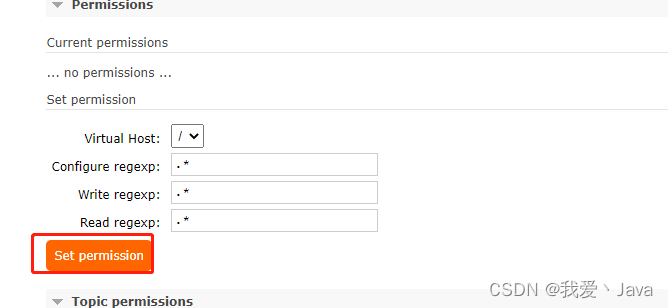 Permissions
Current permissions
... no permissions ...
Set permission
Virtual Host: /
Configure regexp: .*
Write regexp: .*
Read regexp: .*
Set permission
Topic permissions
CSDN @我爱丶Java